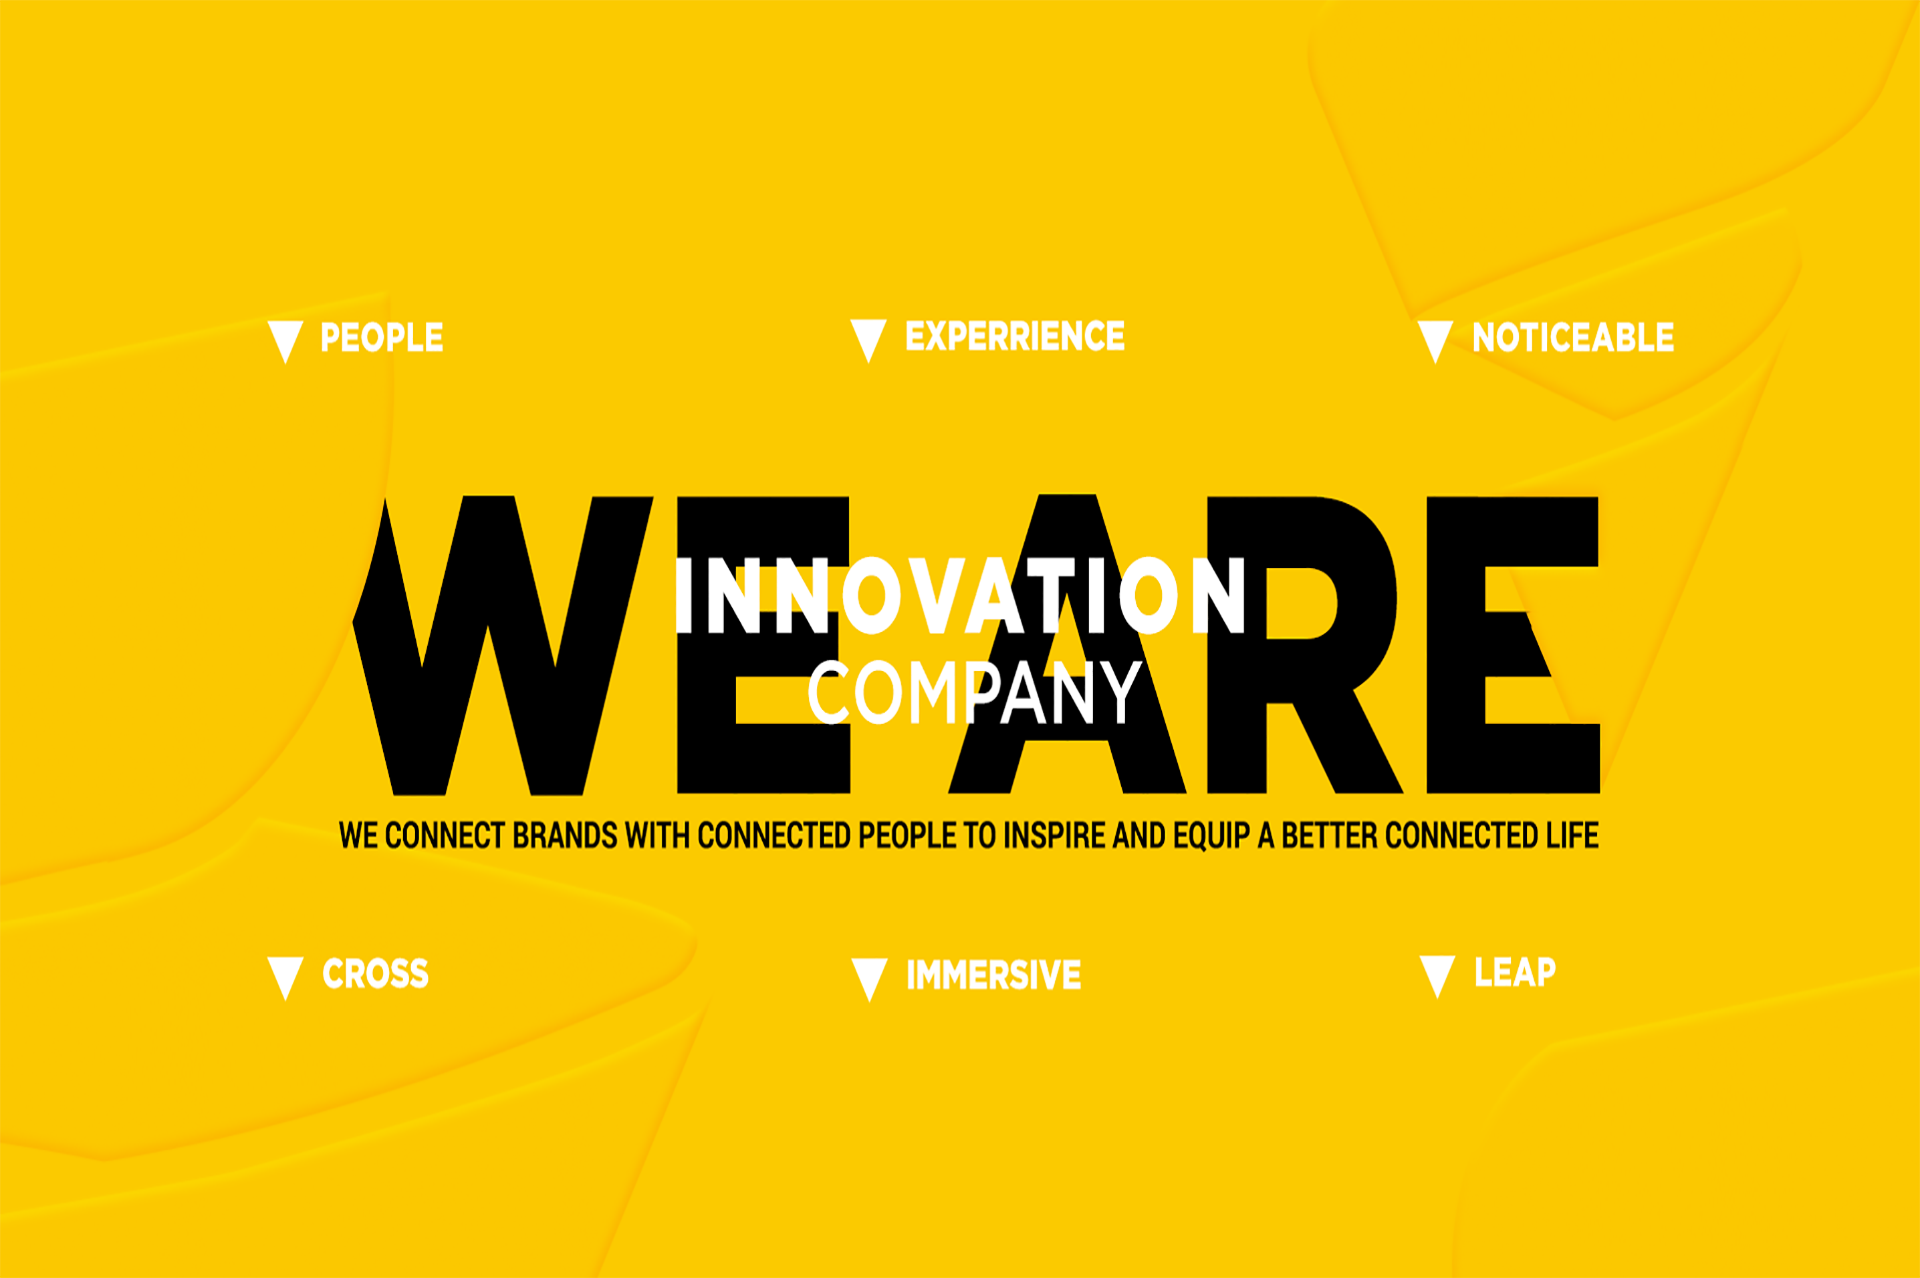 PEOPLE
EXPERRIENCE
NOTICEABLE
WE ARE
INNOVATION
COMPANY
WE CONNECT BRANDS WITH CONNECTED PEOPLE TO INSPIRE AND EQUIP A BETTER CONNECTED LIFE
CROSS
IMMERSIVE
LEAP